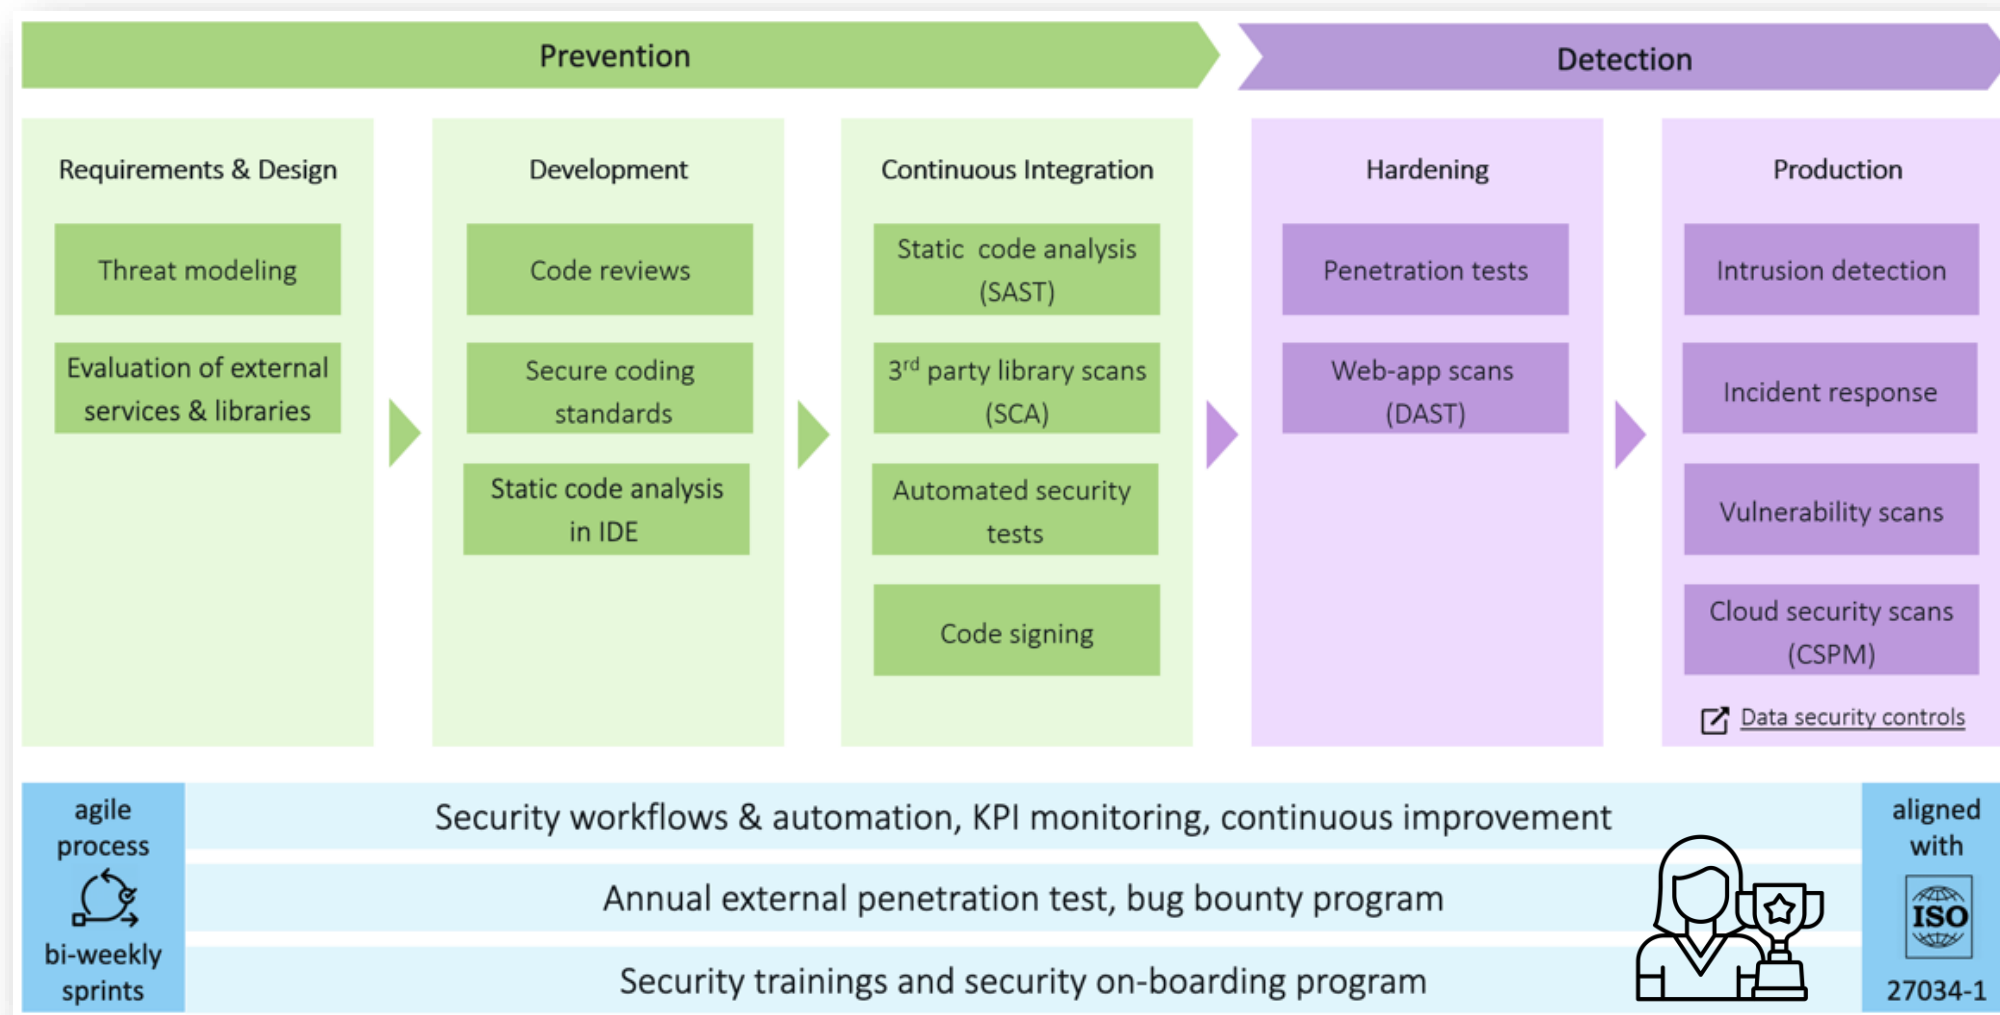 Prevention
Detection
Requirements & Design
Threat modeling
Evaluation of external
services & libraries
Development
Code reviews
Secure coding
standards
Static code analysis
in IDE
Continuous Integration
Static code analysis
(SAST)
3rd party library scans
(SCA)
Automated security
tests
Code signing
Hardening
Penetration tests
Web-app scans
(DAST)
Production
Intrusion detection
Incident response
Vulnerability scans
Cloud security scans
(CSPM)
Data security controls
agile
process
bi-weekly
sprints
Security workflows & automation, KPI monitoring, continuous improvement
Annual external penetration test, bug bounty program
Security trainings and security on-boarding program
aligned
with
ISO
27034-1